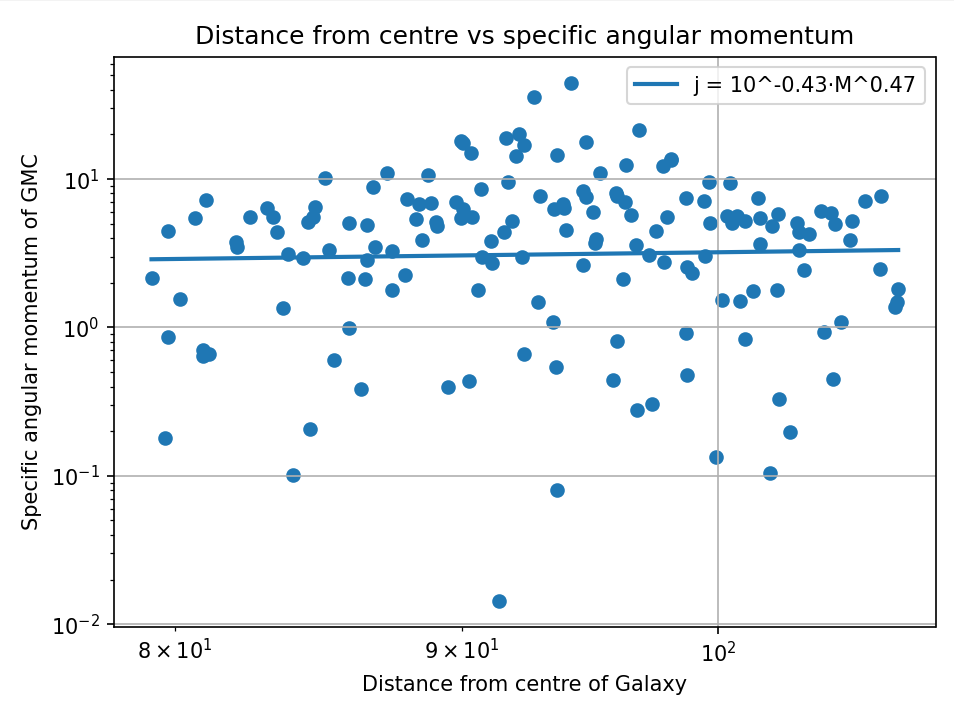 Distance from centre vs specific angular momentum
j = 10^-0.43·M^0.47
Specific angular momentum of GMC
10¹
10⁰
10⁻¹
10⁻²
8 × 10¹
9 × 10¹
10²
Distance from centre of Galaxy